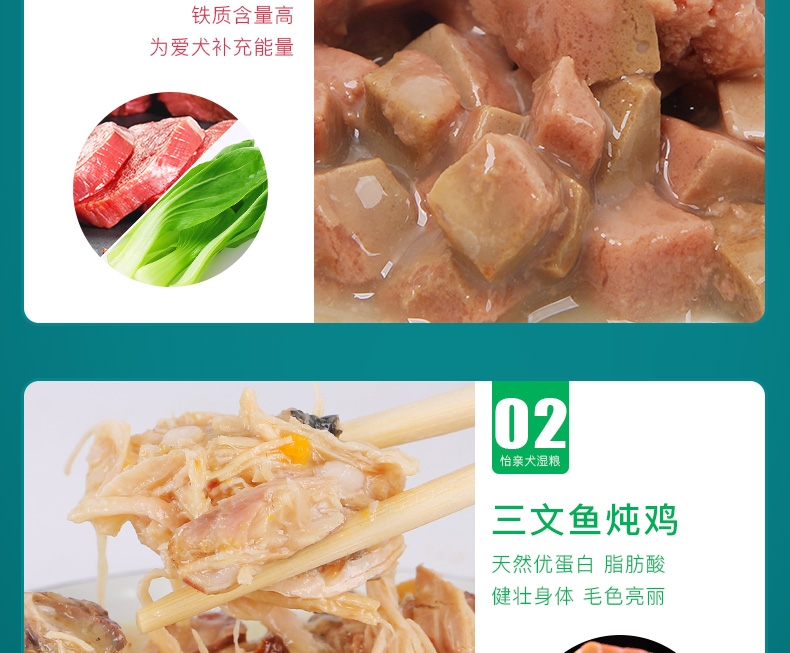 铁质含量高
为爱犬补充能量
02
怡亲犬湿粮
三文鱼炖鸡
天然优蛋白 脂肪酸
健壮身体 毛色亮丽